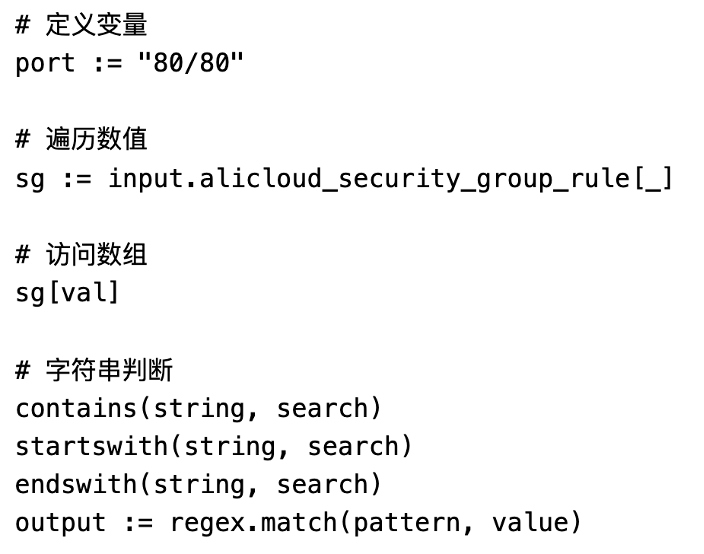 # 定义变量
port := "80/80"
# 遍历数值
sg := input.alicloud_security_group_rule[_]
# 访问数组
sg[val]
# 字符串判断
contains(string, search)
startswith(string, search)
endswith(string, search)
output := regex.match(pattern, value)